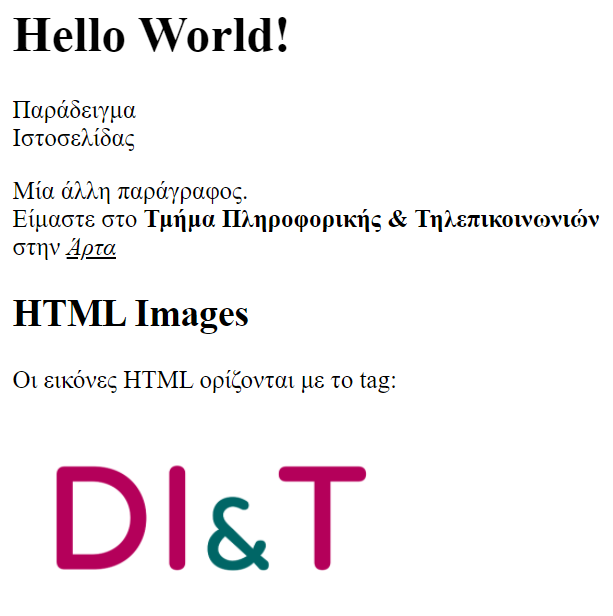 Hello World!
Παράδειγμα
Ιστοσελίδας
Μία άλλη παράγραφος.
Είμαστε στο Τμήμα Πληροφορικής & Τηλεπικοινωνιών
στην Άρτα
HTML Images
Οι εικόνες HTML ορίζονται με το tag:
DI&T